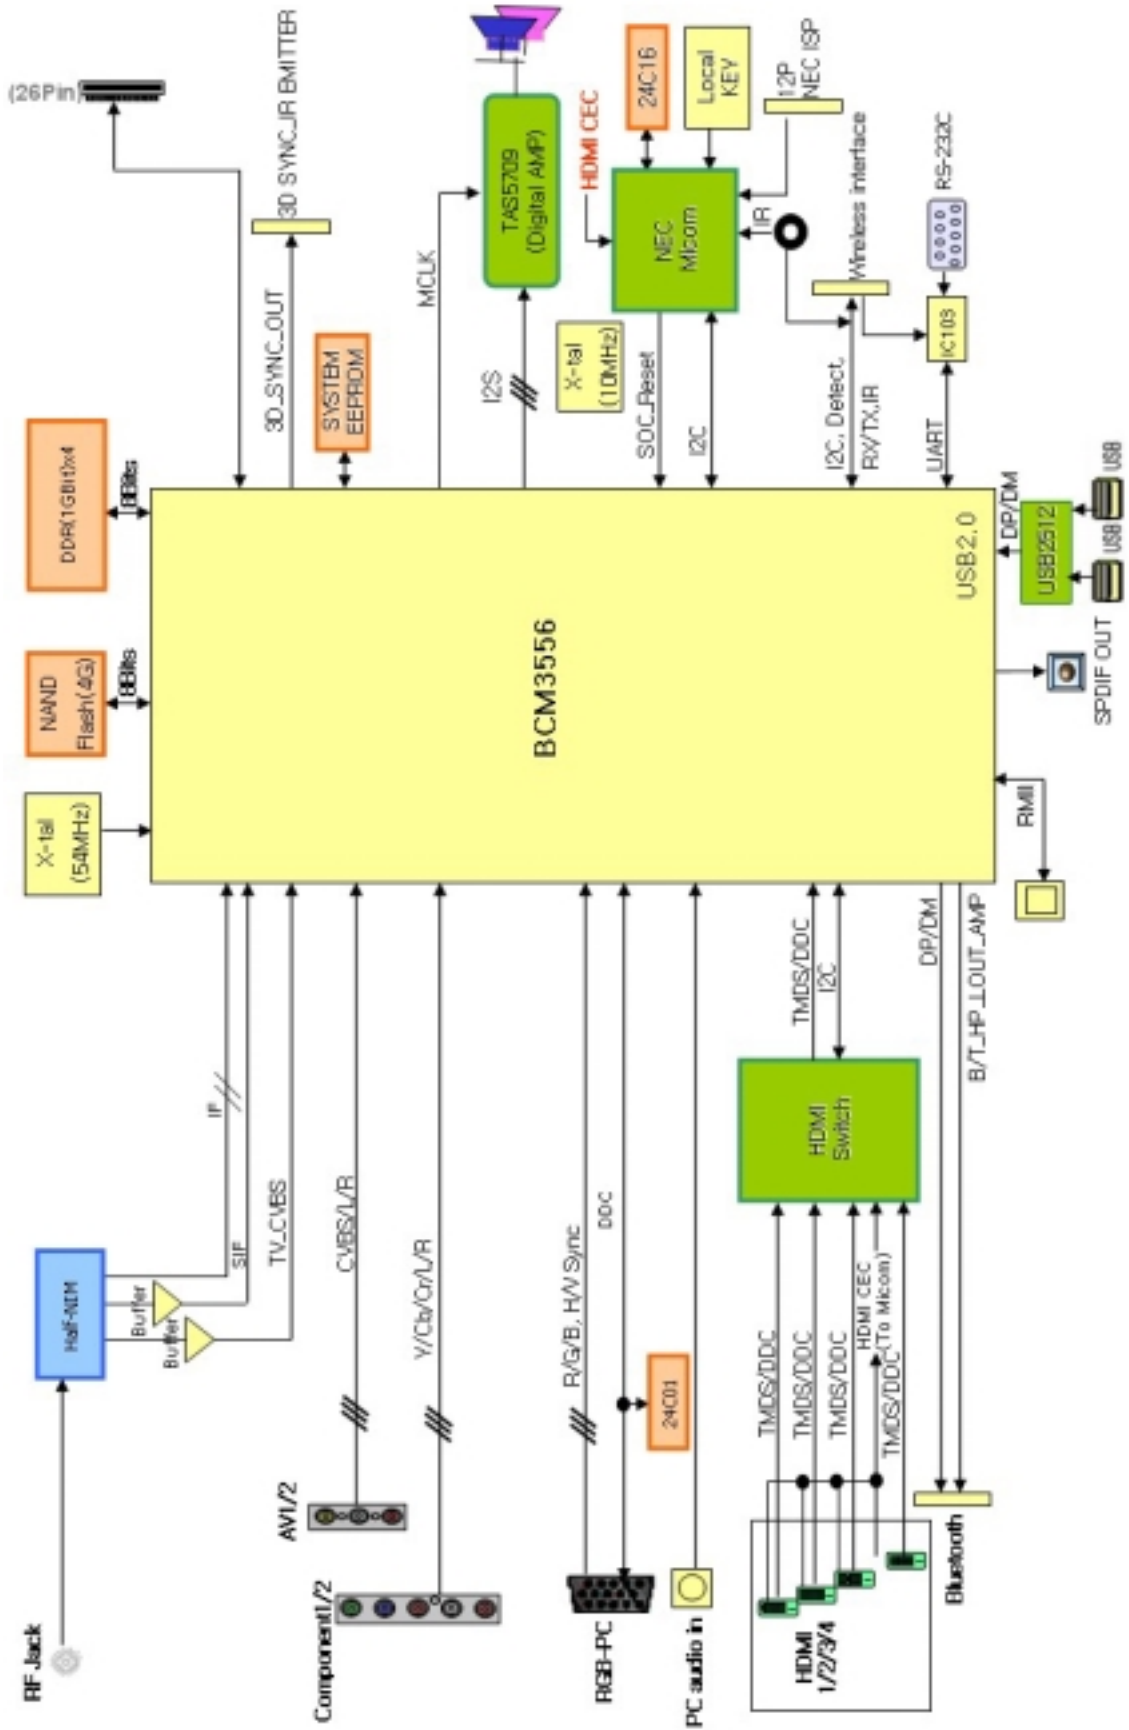 RF Jack
Half-NIM
Buffer
Buffer
IF
SIF
TV_CVBS
AV1/2
CVBS/L/R
Component1/2
Y/Cb/Cr/L/R
RGB-PC
R/G/B, H/V Sync
DDC
24C01
PC audio in
HDMI
1/2/3/4
TMDS/DDC
TMDS/DDC
TMDS/DDC
HDMI CEC
(To Micom)
TMDS/DDC
HDMI
Switch
TMDS/DDC
I2C
Bluetooth
DP/DM
B/T_HP_LOUT_AMP
X-tal
(54MHz)
NAND
Flash(4G)
8Bits
DDR(1GBit)x4
8Bits
BCM3556
USB2.0
RMII
SPDIF OUT
DP/DM
USB2512
USB
USB
(26Pin)
3D_SYNC_OUT
3D SYNC_IR EMITTER
SYSTEM
EEPROM
MCLK
I2S
TAS5709
(Digital AMP)
X-tal
(10MHz)
HDMI CEC
24C16
Local
KEY
NEC
Micom
12P
NEC ISP
IR
SOC_Reset
I2C
I2C, Detect,
RX/TX,IR
Wireless interface
RS-232C
IC103
UART